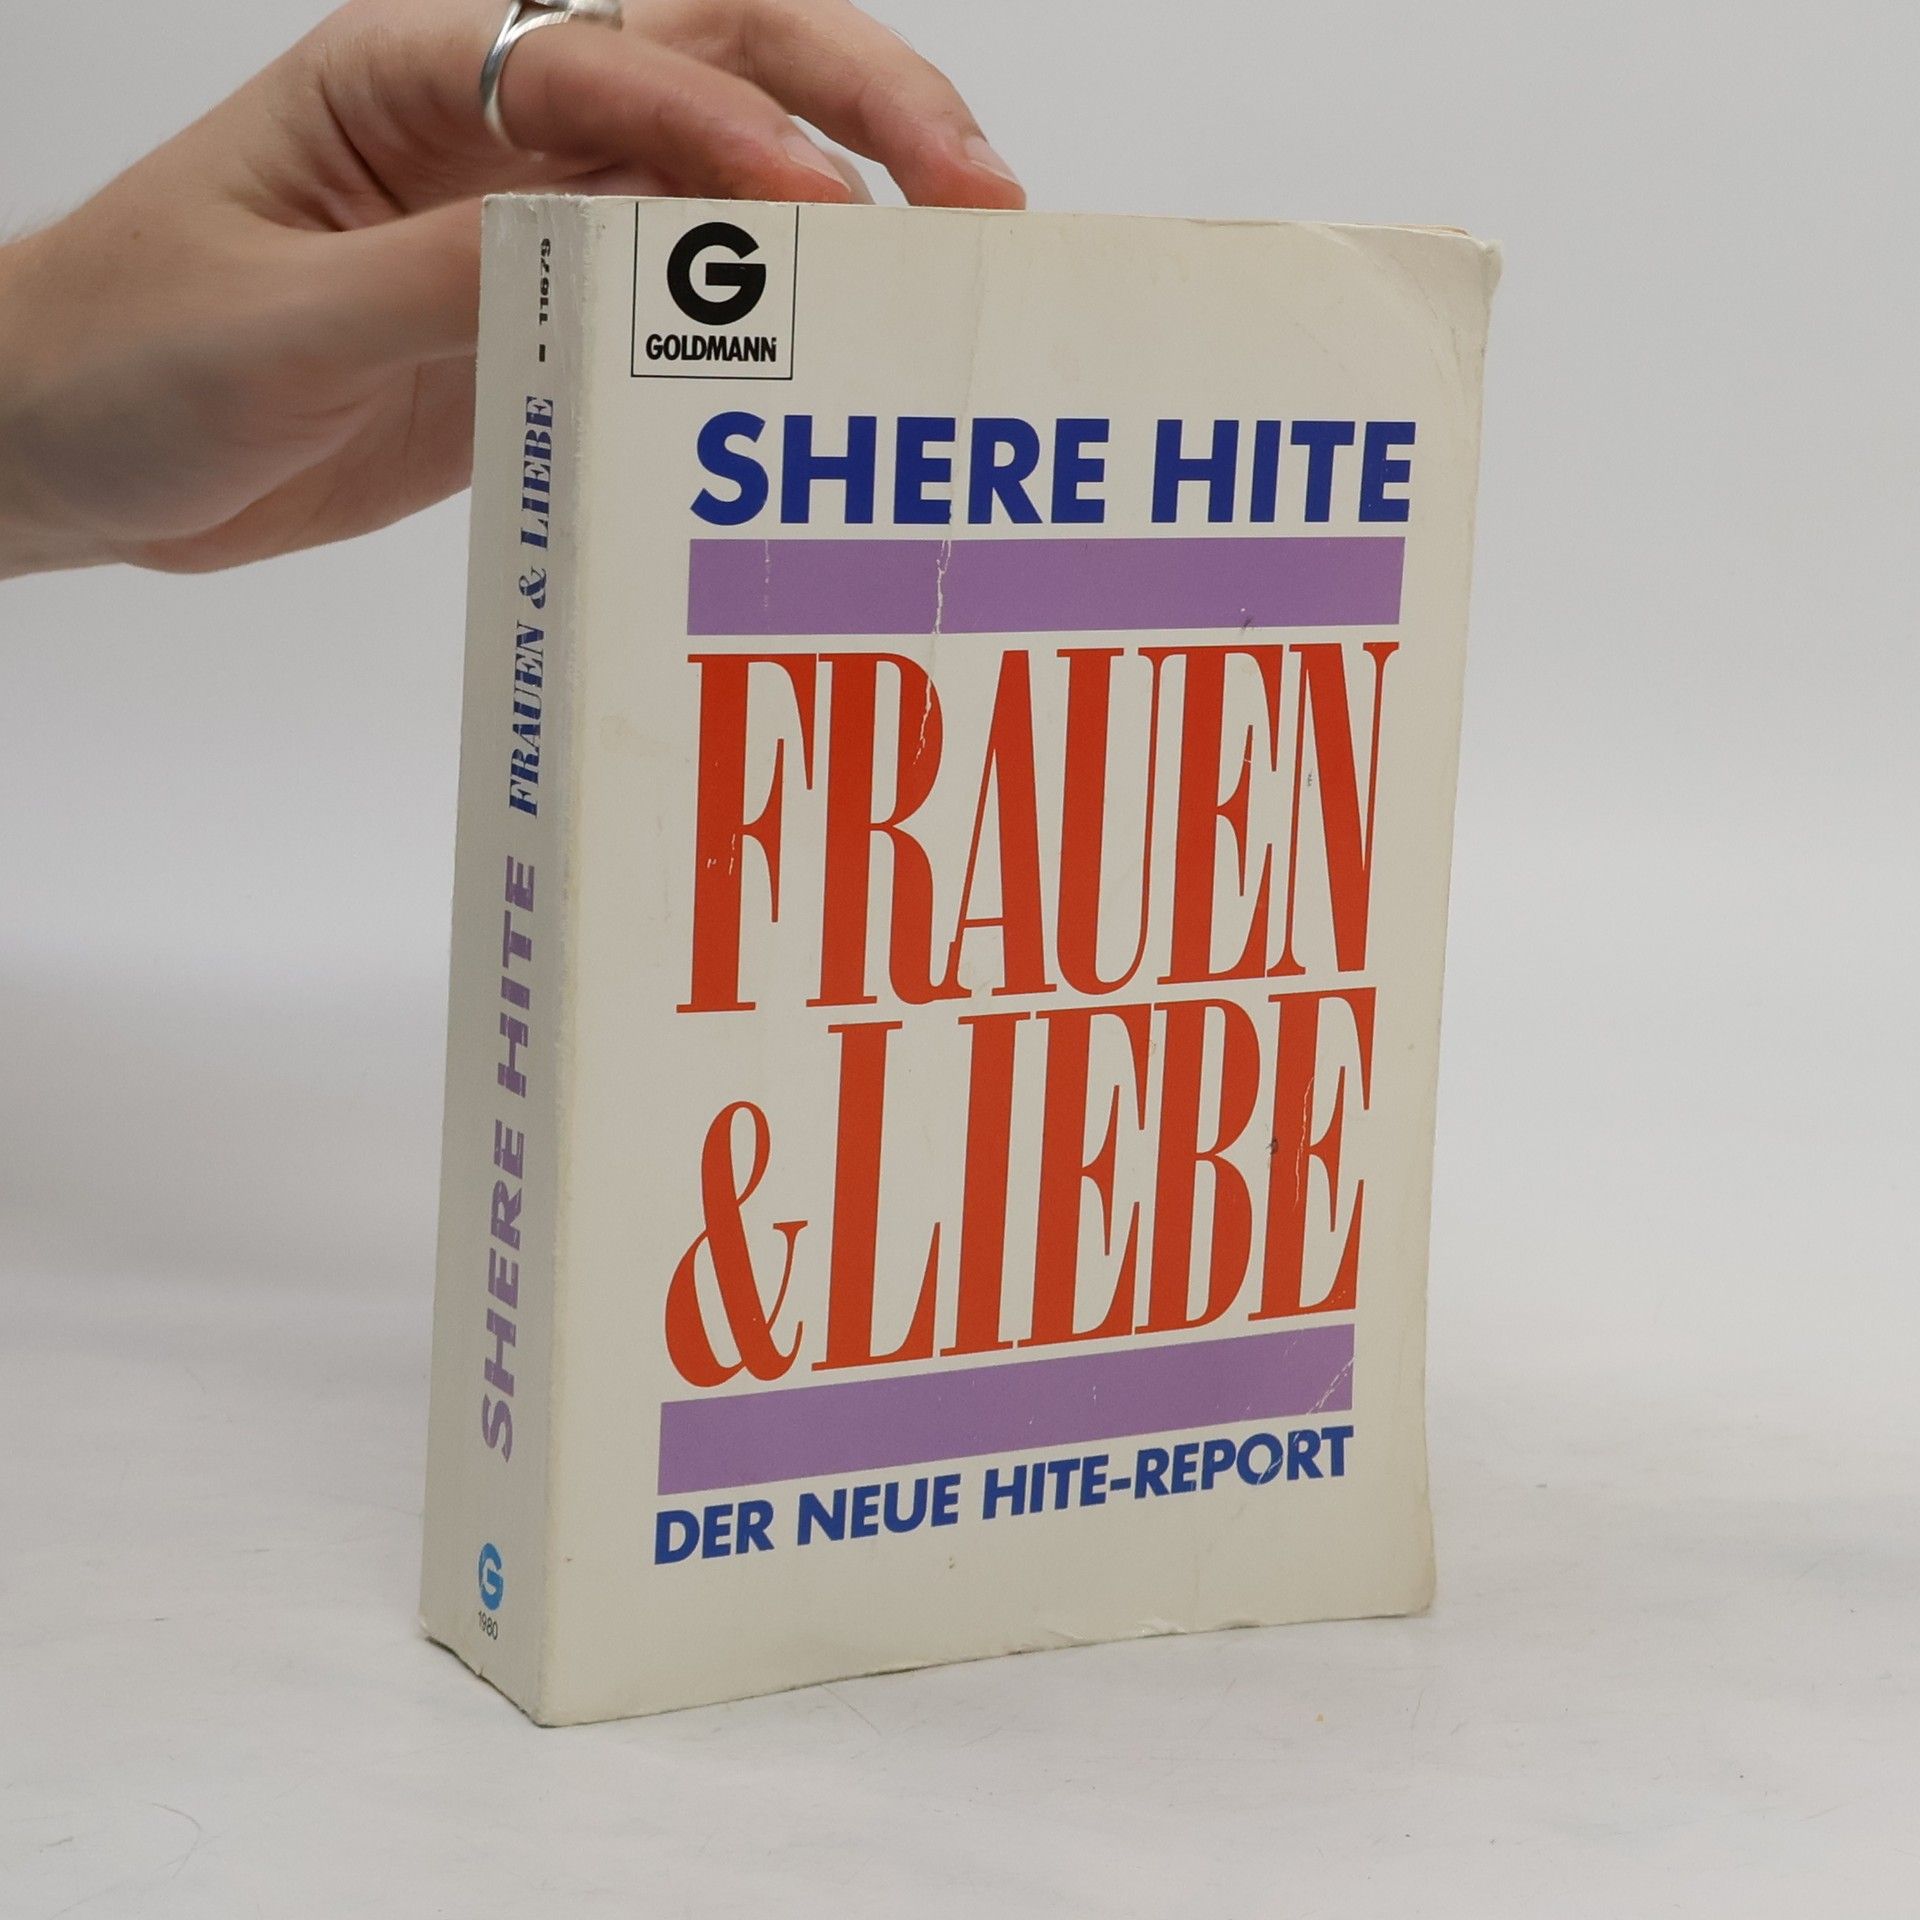 G
GOLDMANN
SHERE HITE
FRAUEN
& LIEBE
DER NEUE HITE-REPORT
SHERE HITE FRAUEN & LIEBE - 11679
G
1980